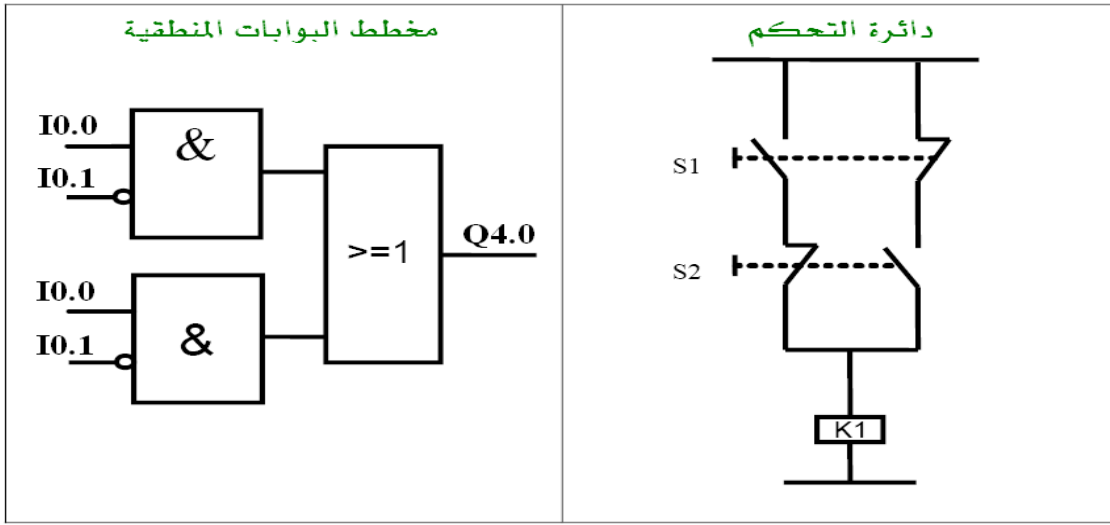 مخطط البوابات المنطقية
I0.0
&
I0.1
>=1
Q4.0
I0.0
&
I0.1
دائرة التحكم
S1
S2
K1